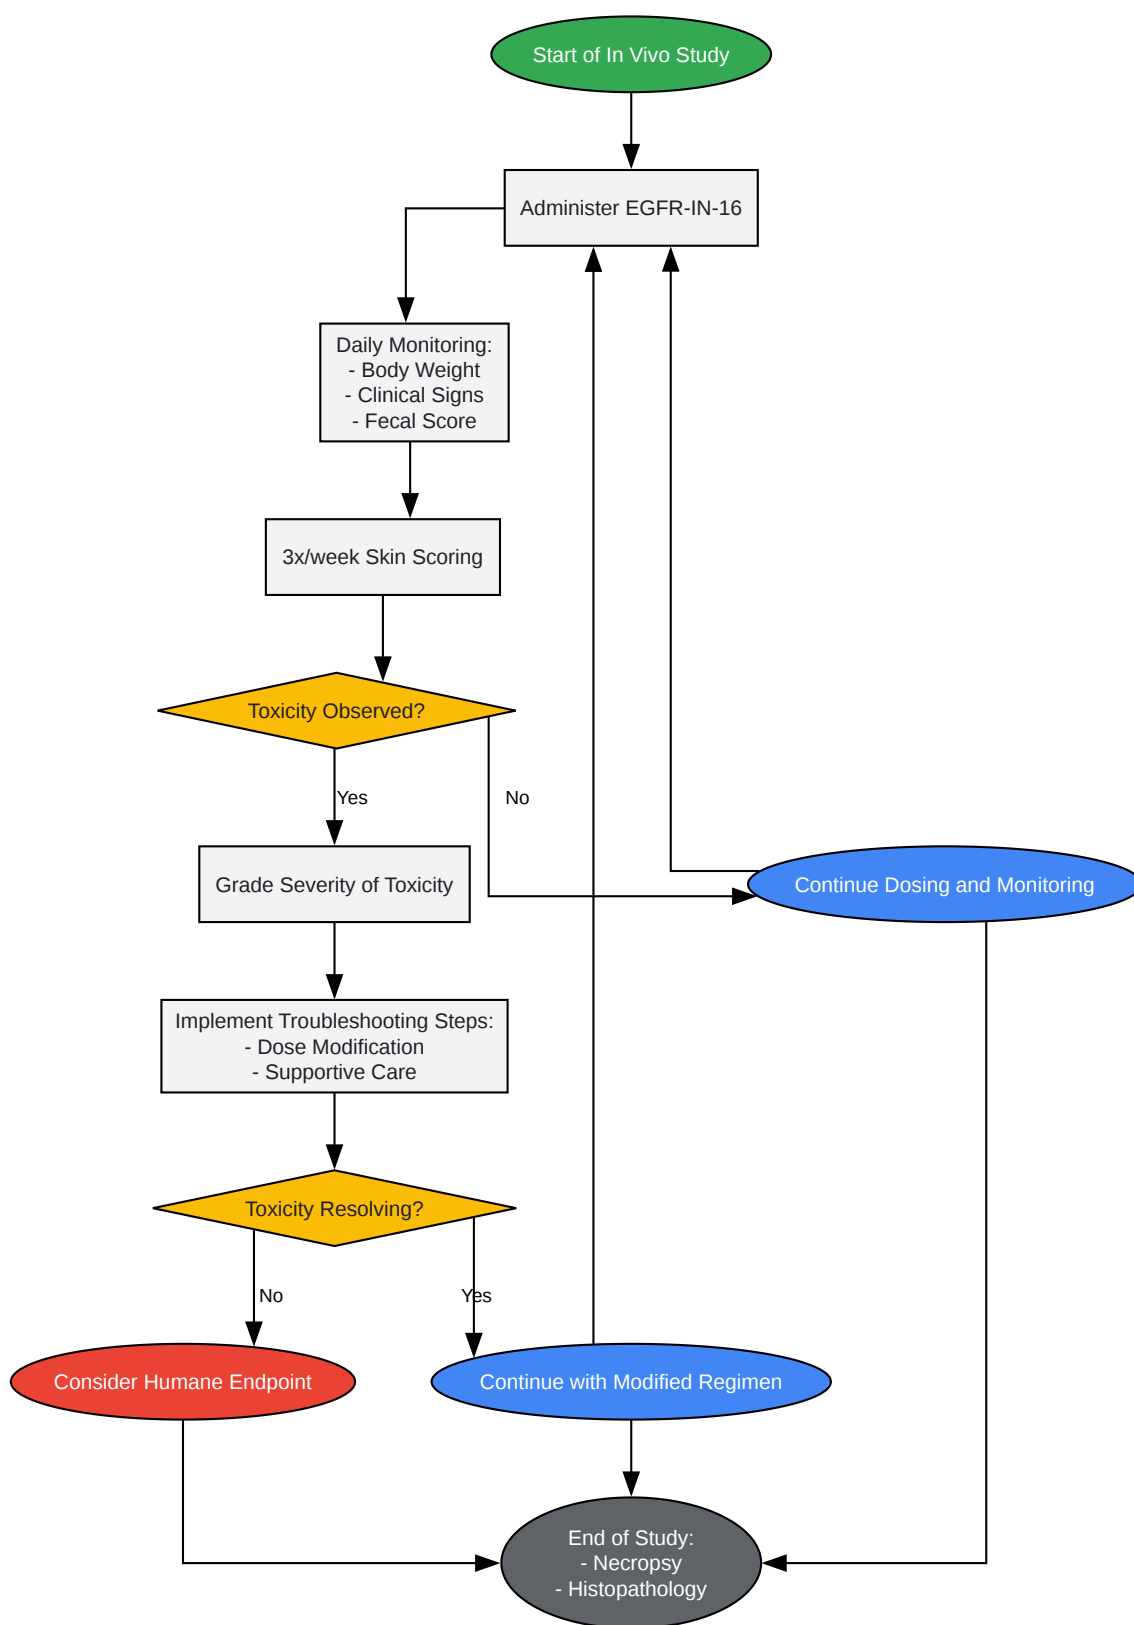 Start of In Vivo Study
Administer EGFR-IN-16
Daily Monitoring:
- Body Weight
- Clinical Signs
- Fecal Score
3x/week Skin Scoring
Toxicity Observed?
Yes
No
Grade Severity of Toxicity
Continue Dosing and Monitoring
Implement Troubleshooting Steps:
- Dose Modification
- Supportive Care
Toxicity Resolving?
No
Yes
Consider Humane Endpoint
Continue with Modified Regimen
End of Study:
- Necropsy
- Histopathology